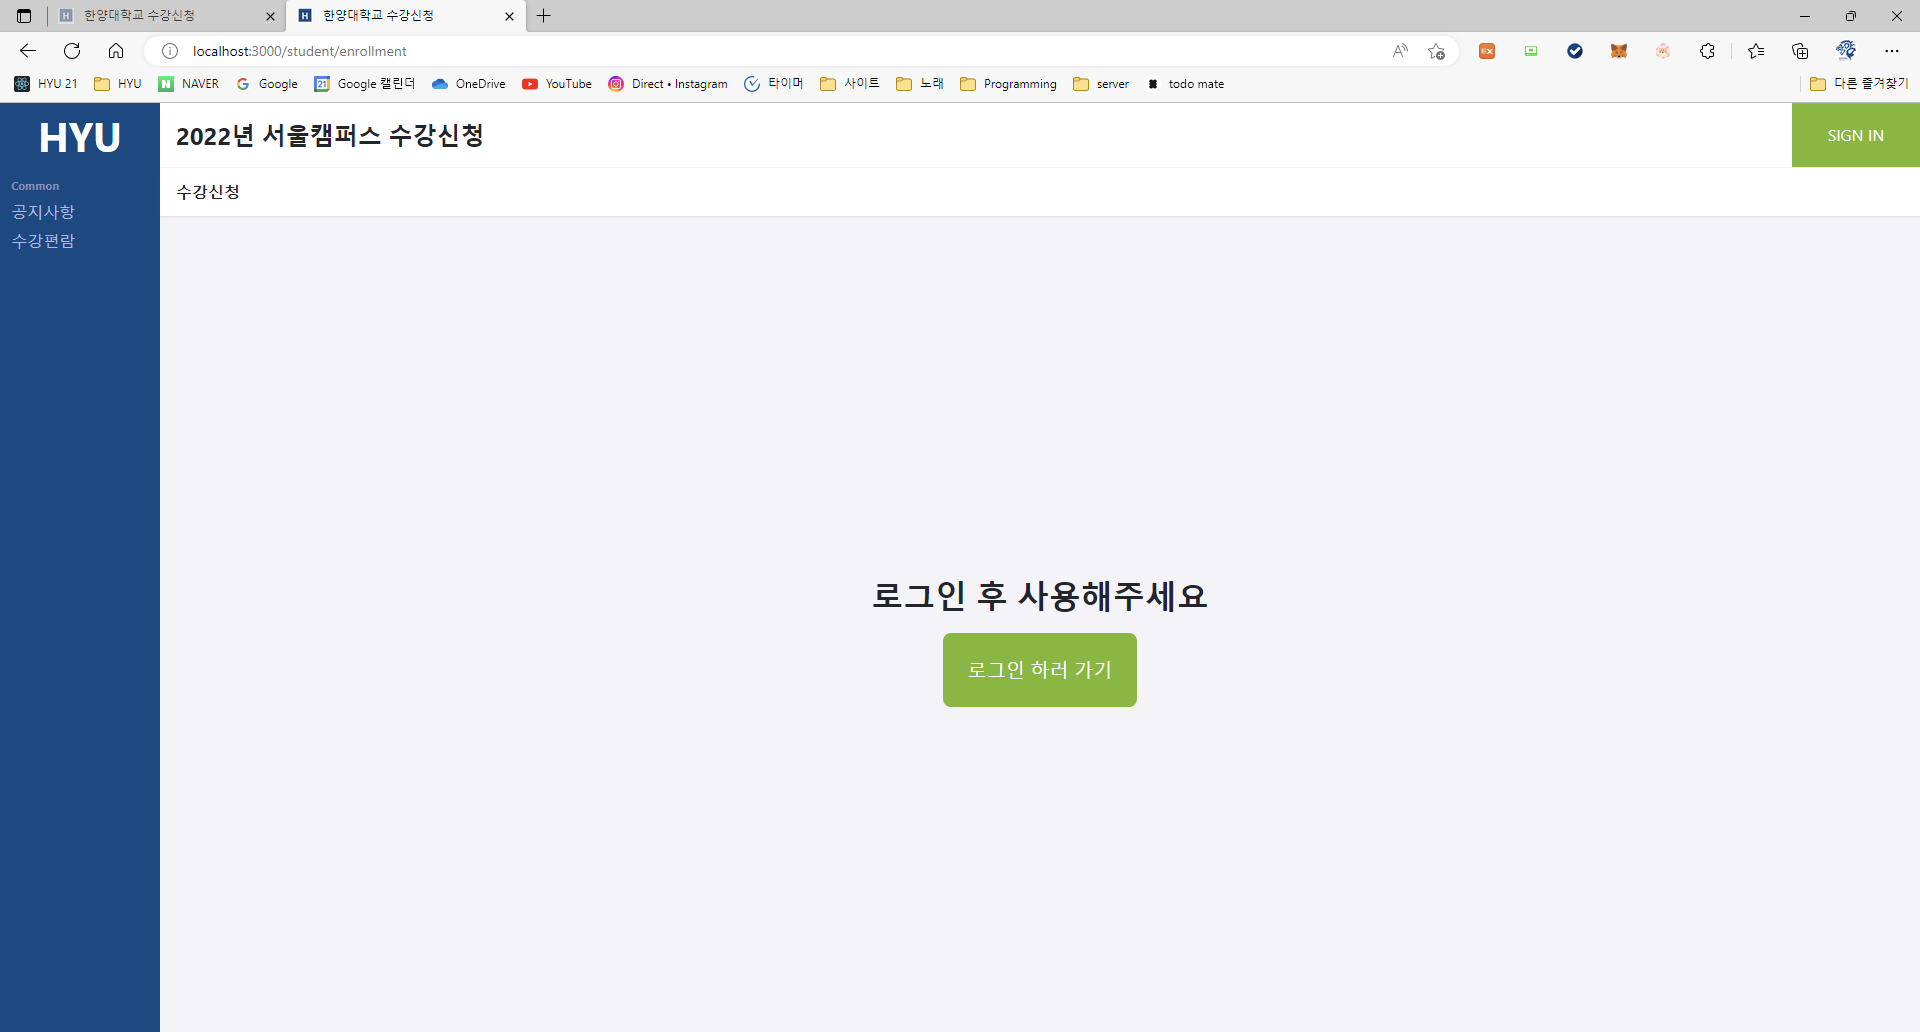 한양대학교 수강신청
한양대학교 수강신청
localhost:3000/student/enrollment
HYU 21 HYU NAVER Google Google 캘린더 OneDrive YouTube Direct • Instagram 타이머 사이트 노래 Programming server todo mate 다른 즐겨찾기
HYU
Common
공지사항
수강편람
2022년 서울캠퍼스 수강신청
SIGN IN
수강신청
로그인 후 사용해주세요
로그인 하러 가기